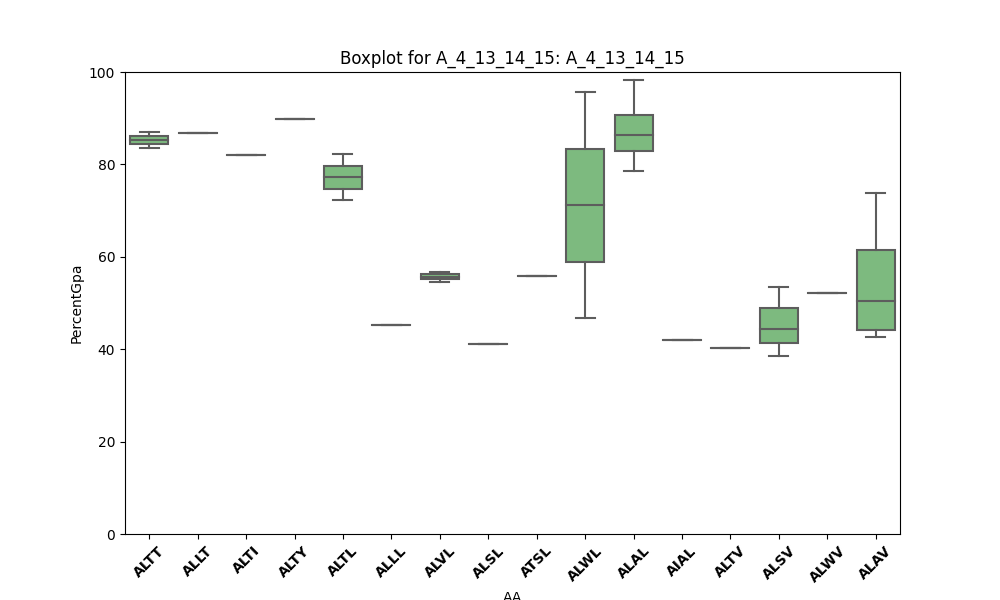 Boxplot for A_4_13_14_15: A_4_13_14_15
100
80
60
40
20
0
PercentGpa
ALTT ALLT ALTI ALTY ALTL ALLL ALVL ALSL ATSL ALWL ALAL AIAL ALTV ALSV ALWV ALAV
AA